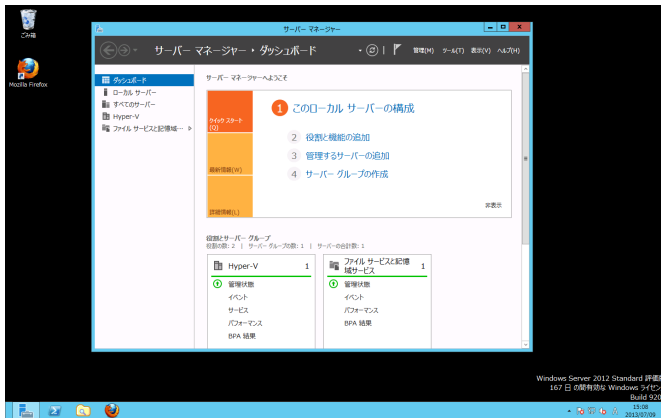 ごみ箱
Mozilla Firefox
サーバー マネージャー
サーバー マネージャー ・ ダッシュボード
管理(M) ツール(T) 表示(V) ヘルプ(H)
ダッシュボード
ローカル サーバー
すべてのサーバー
Hyper-V
ファイル サービスと記憶域…
サーバー マネージャーへようこそ
クイック スタート
(Q)
最新情報(W)
詳細情報(L)
1 このローカル サーバーの構成
2 役割と機能の追加
3 管理するサーバーの追加
4 サーバー グループの作成
非表示
役割とサーバー グループ
役割の数: 2 | サーバー グループの数: 1 | サーバーの合計数: 1
Hyper-V 1
管理状態
イベント
サービス
パフォーマンス
BPA 結果
ファイル サービスと記憶
域サービス 1
管理状態
イベント
サービス
パフォーマンス
BPA 結果
Windows Server 2012 Standard 評価
167 日 の間有効な Windows ライセン
Build 920
15:08
2013/07/09